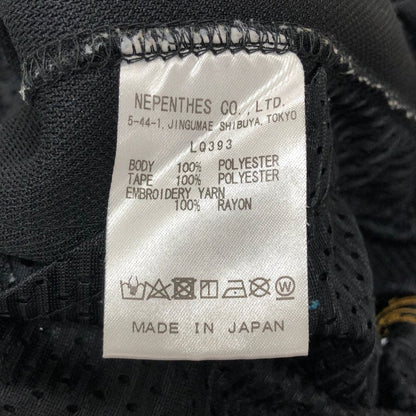 NEPENTHES CO.,LTD.
5-44-1, JINGUMAE SHIBUYA, TOKYO
LQ393
BODY 100% POLYESTER
TAPE 100% POLYESTER
EMBROIDERY YARN
100% RAYON
MADE IN JAPAN